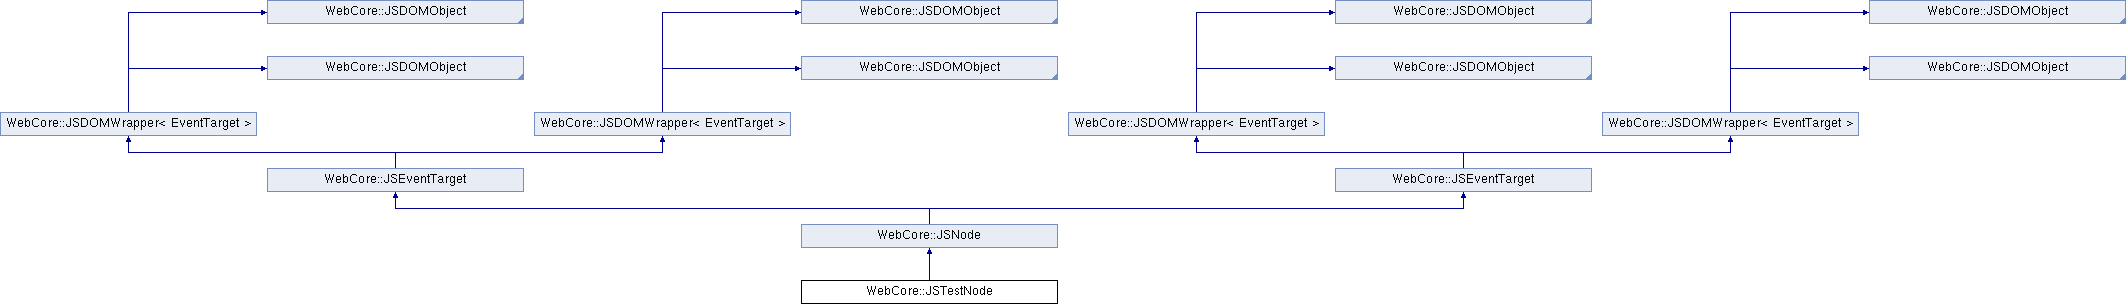 WebCore::JSDOMObject
WebCore::JSDOMObject
WebCore::JSDOMObject
WebCore::JSDOMObject
WebCore::JSDOMObject
WebCore::JSDOMObject
WebCore::JSDOMObject
WebCore::JSDOMObject
WebCore::JSDOMWrapper< EventTarget >
WebCore::JSDOMWrapper< EventTarget >
WebCore::JSDOMWrapper< EventTarget >
WebCore::JSDOMWrapper< EventTarget >
WebCore::JSEventTarget
WebCore::JSEventTarget
WebCore::JSNode
WebCore::JSTestNode